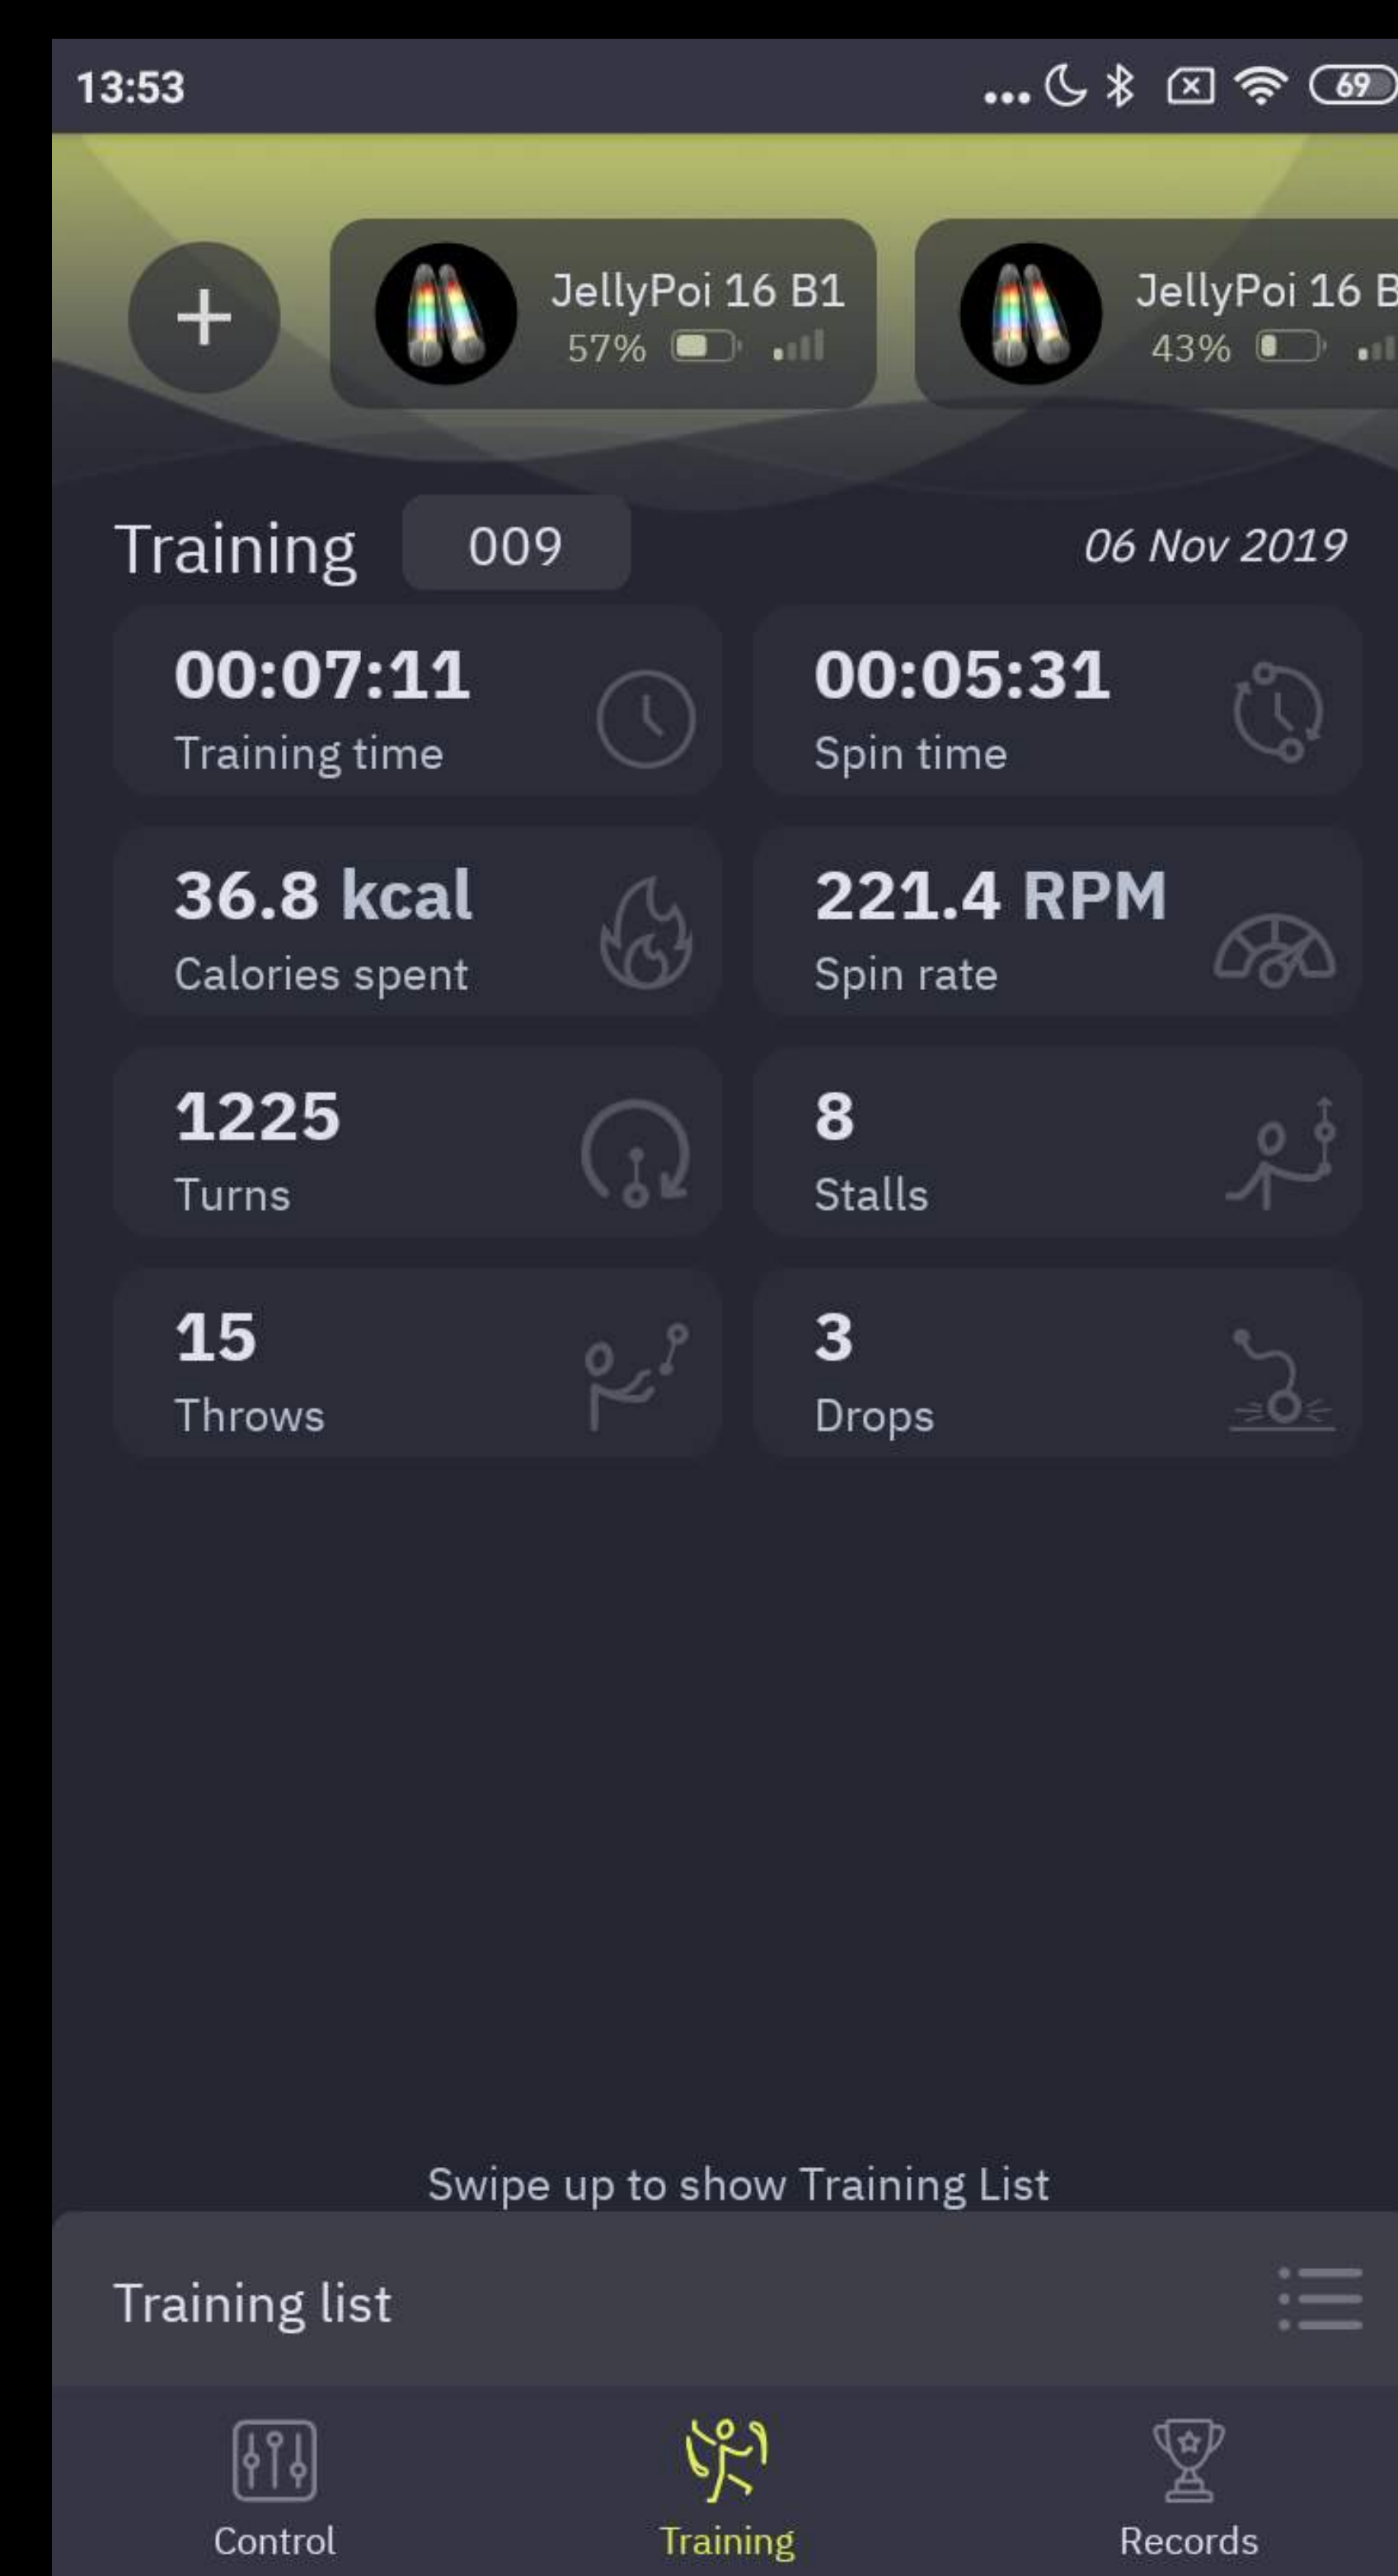 13:53 ... 69
JellyPoi 16 B1 JellyPoi 16 B
57% 43%
Training 009 06 Nov 2019
00:07:11 00:05:31
Training time Spin time
36.8 kcal 221.4 RPM
Calories spent Spin rate
1225 8
Turns Stalls
15 3
Throws Drops
Swipe up to show Training List
Training list
Control Training Records